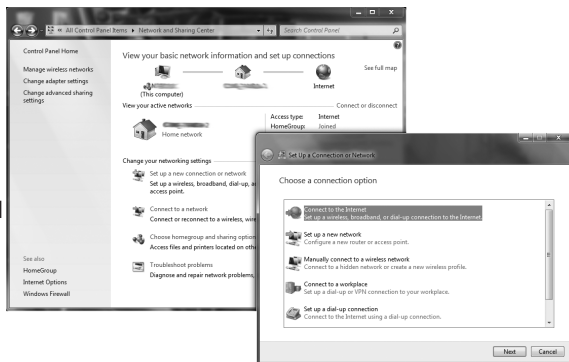 « All Control Panel Items ▸ Network and Sharing Center
Search Control Panel
Control Panel Home
Manage wireless networks
Change adapter settings
Change advanced sharing
settings
See also
HomeGroup
Internet Options
Windows Firewall
View your basic network information and set up connections
See full map
(This computer)
Internet
View your active networks
Connect or disconnect
Home network
Access type: Internet
HomeGroup: Joined
Change your networking settings
Set up a new connection or network
Set up a wireless, broadband, dial-up, a
access point.
Connect to a network
Connect or reconnect to a wireless, wire
Choose homegroup and sharing option
Access files and printers located on othe
Troubleshoot problems
Diagnose and repair network problems,
Set Up a Connection or Network
Choose a connection option
Connect to the Internet
Set up a wireless, broadband, or dial-up connection to the Internet.
Set up a new network
Configure a new router or access point.
Manually connect to a wireless network
Connect to a hidden network or create a new wireless profile.
Connect to a workplace
Set up a dial-up or VPN connection to your workplace.
Set up a dial-up connection
Connect to the Internet using a dial-up connection.
Next
Cancel